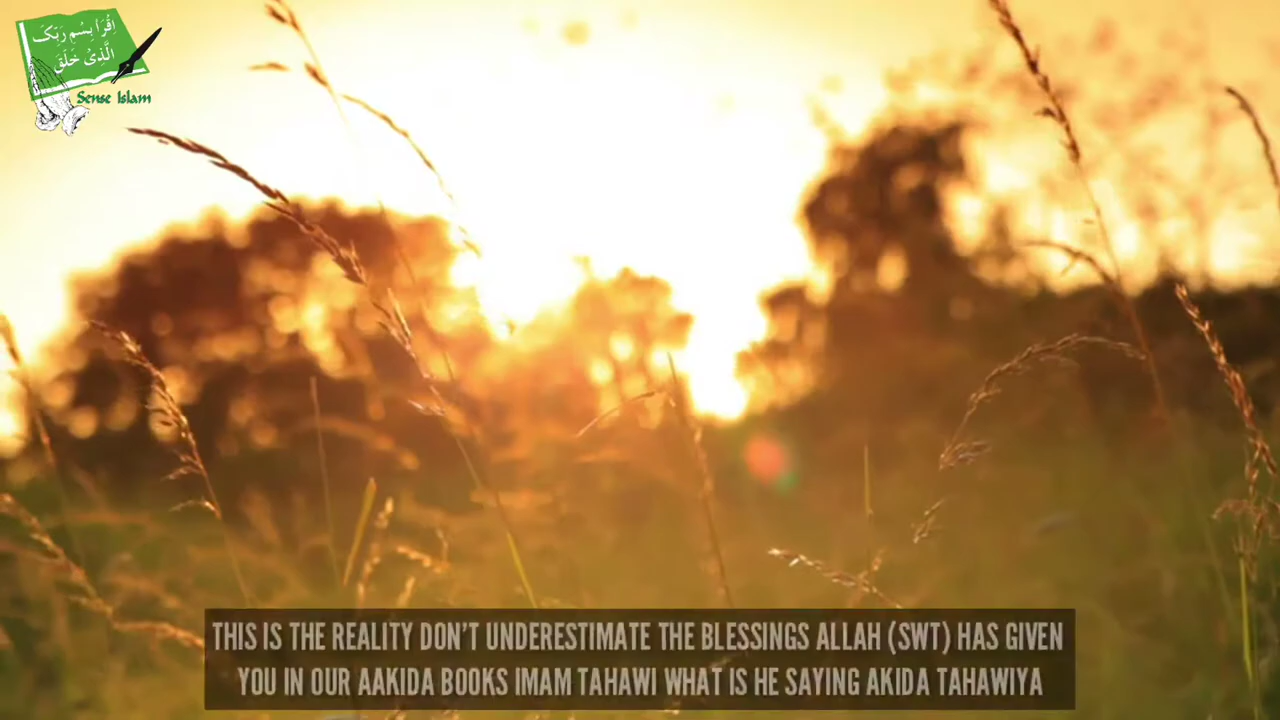 اِقْرَاْ بِسْمِ رَبِّکَ
الَّذِیْ خَلَقَ
Sense Islam
THIS IS THE REALITY DON'T UNDERESTIMATE THE BLESSINGS ALLAH (SWT) HAS GIVEN
YOU IN OUR AAKIDA BOOKS IMAM TAHAWI WHAT IS HE SAYING AKIDA TAHAWIYA